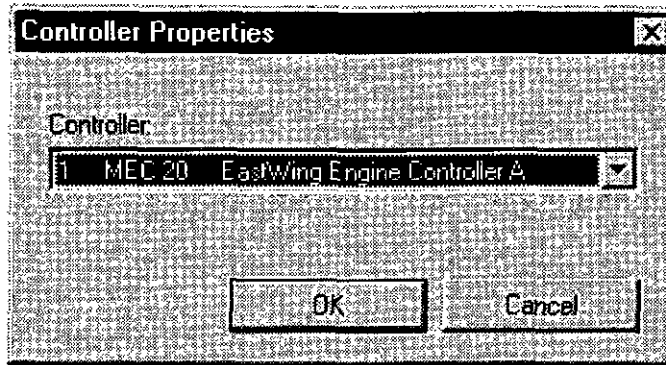 Controller Properties
Controller:
1 MEC 20 EastWing Engine Controller A
OK Cancel